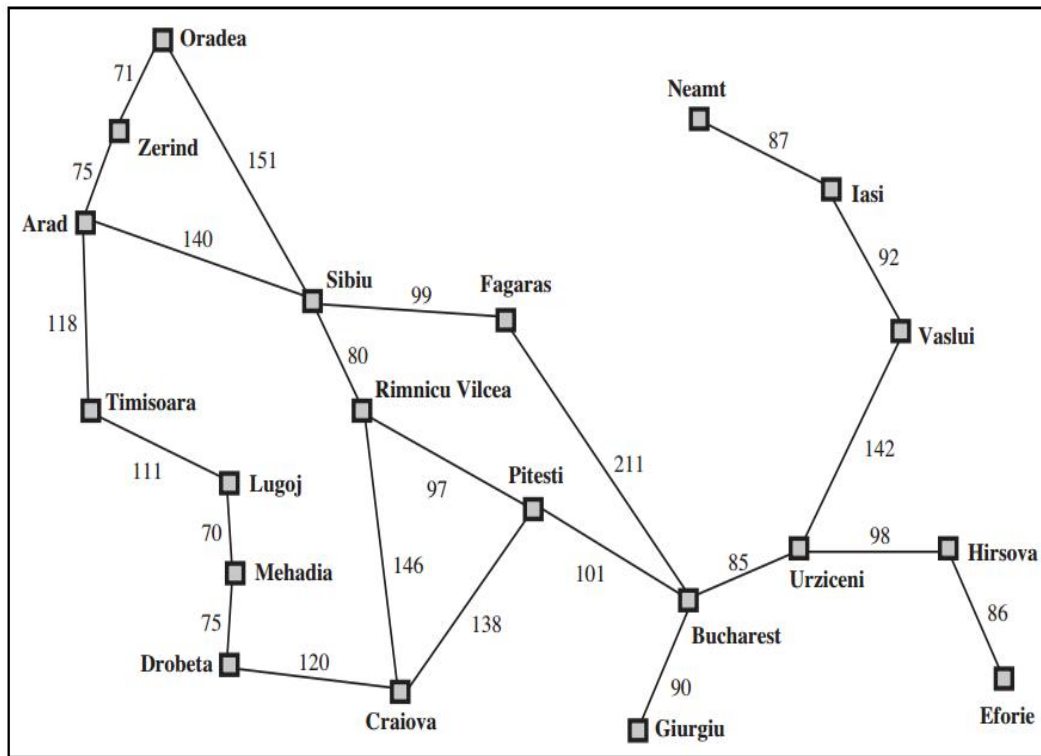 Oradea
71
Neamt
87
Zerind
151
75
Iasi
Arad
140
92
Sibiu
Fagaras
99
118
Vaslui
80
Rimnicu Vilcea
Timisoara
142
111
Lugoj
97
Pitesti
211
70
98
Hirsova
Mehadia
146
101
85
Urziceni
75
138
86
Bucharest
Drobeta
120
90
Craiova
Giurgiu
Eforie